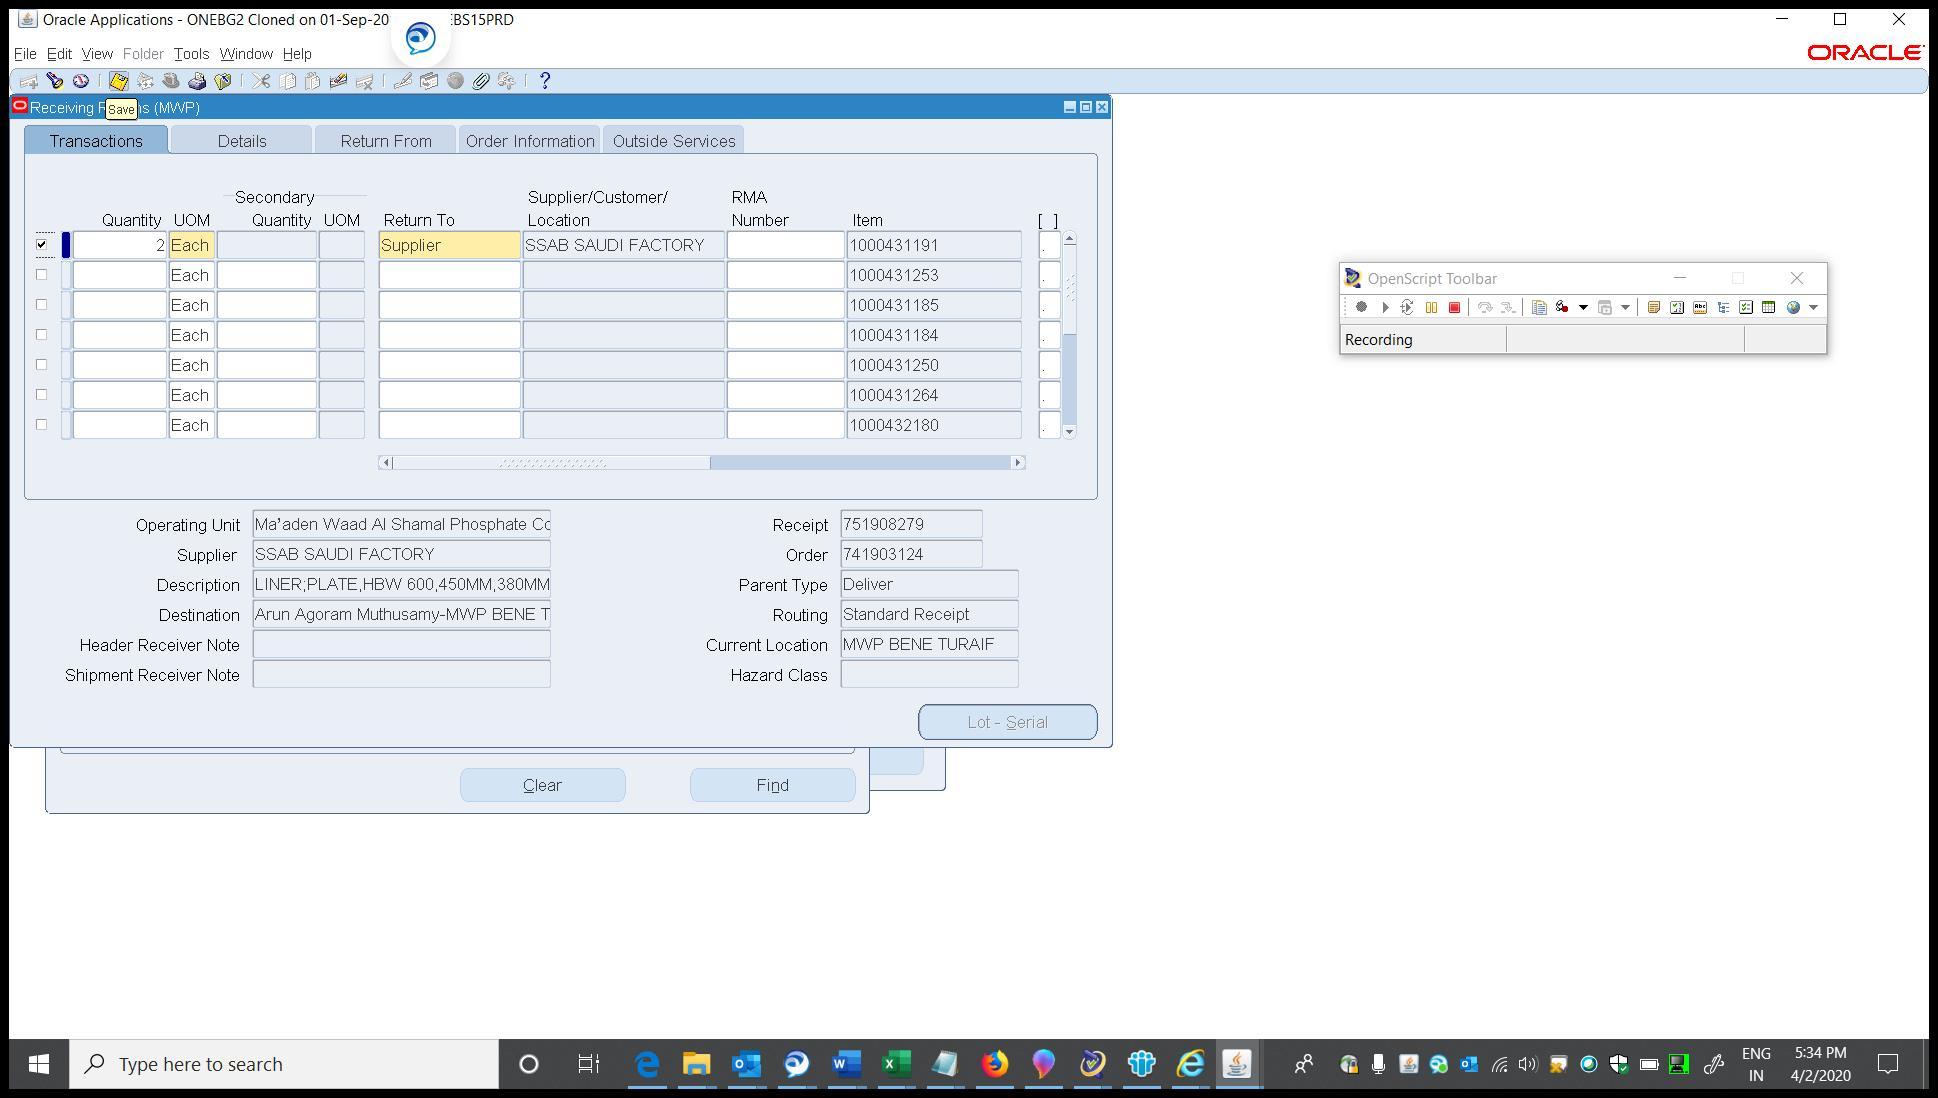 Oracle Applications - ONEBG2 Cloned on 01-Sep-20 EBS15PRD
File Edit View Folder Tools Window Help
ORACLE
Save
Receiving R ns (MWP)
Transactions Details Return From Order Information Outside Services
Secondary Supplier/Customer/ RMA
Quantity UOM Quantity UOM Return To Location Number Item [ ]
2 Each Supplier SSAB SAUDI FACTORY 1000431191 .
Each 1000431253 .
Each 1000431185 .
Each 1000431184 .
Each 1000431250 .
Each 1000431264 .
Each 1000432180 .
Operating Unit Ma'aden Waad Al Shamal Phosphate Co Receipt 751908279
Supplier SSAB SAUDI FACTORY Order 741903124
Description LINER;PLATE,HBW 600,450MM,380MM Parent Type Deliver
Destination Arun Agoram Muthusamy-MWP BENE T Routing Standard Receipt
Header Receiver Note Current Location MWP BENE TURAIF
Shipment Receiver Note Hazard Class
Lot - Serial
Clear Find
OpenScript Toolbar
Recording
Type here to search
ENG
IN
5:34 PM
4/2/2020